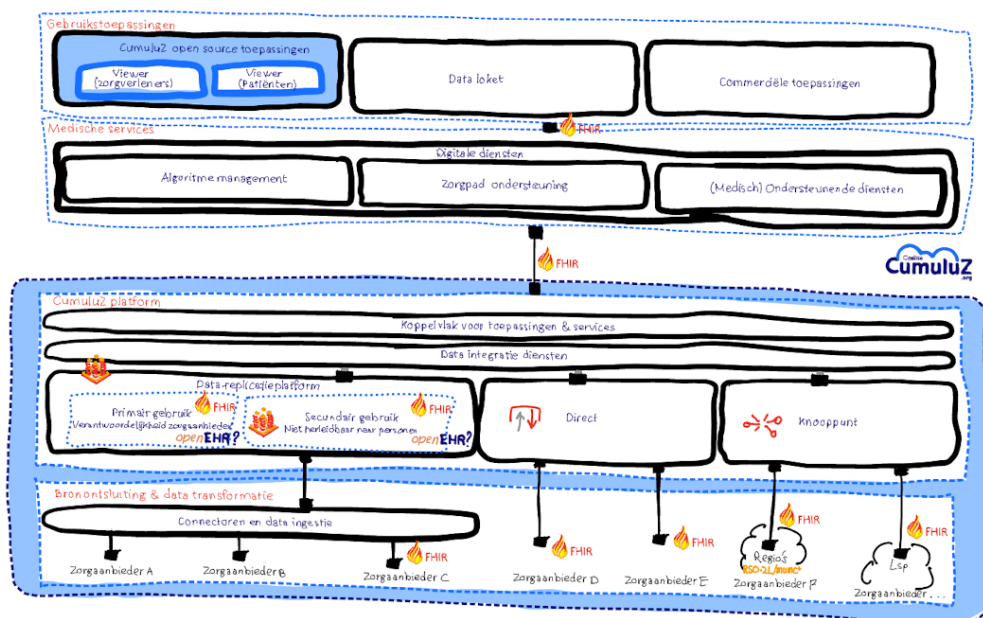 Gebruikstoepassingen
CumuluZ open source toepassingen
Viewer
(zorgverleners)
Viewer
(Patiënten)
Data loket
Commerciële toepassingen
FHIR
Medische services
Digitale diensten
Algoritme management
Zorgpad ondersteuning
(Medisch) Ondersteunende diensten
FHIR
Coalitie
CumuluZ
.org
CumuluZ platform
Koppelvlak voor toepassingen & services
Data integratie diensten
Data-replicatieplatform
Primair gebruik
Verantwoordelijkheid zorgaanbieder
FHIR
openEHR?
Secundair gebruik
Niet herleidbaar naar personen
FHIR
openEHR?
Direct
Knooppunt
Bronontsluiting & data transformatie
Connectoren en data ingestie
FHIR
FHIR
FHIR
FHIR
FHIR
Regio's
Lsp
Zorgaanbieder A
Zorgaanbieder B
Zorgaanbieder C
Zorgaanbieder D
Zorgaanbieder E
Zorgaanbieder F
Zorgaanbieder ...